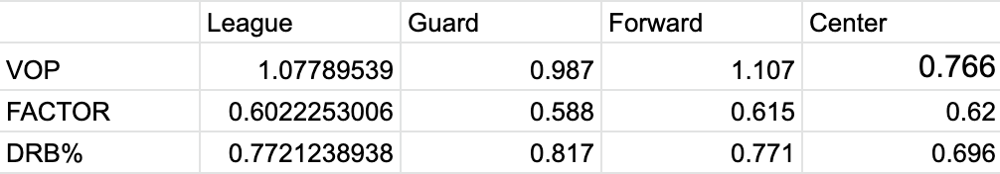 League Guard Forward Center
VOP 1.07789539 0.987 1.107 0.766
FACTOR 0.6022253006 0.588 0.615 0.62
DRB% 0.7721238938 0.817 0.771 0.696